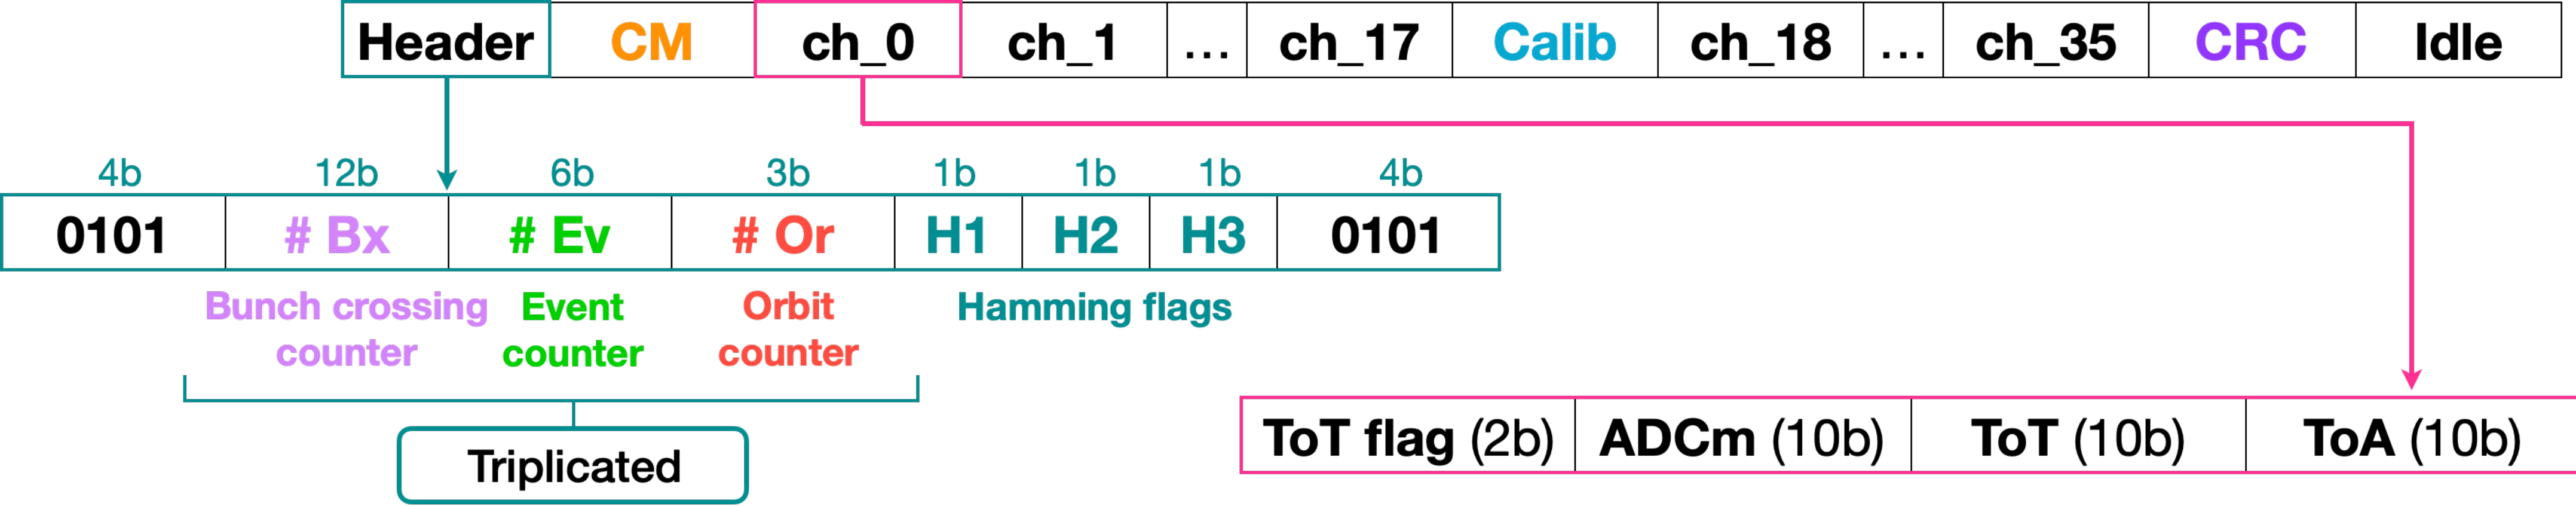 Header CM ch_0 ch_1 ... ch_17 Calib ch_18 ... ch_35 CRC Idle
4b 12b 6b 3b 1b 1b 1b 4b
0101 # Bx # Ev # Or H1 H2 H3 0101
Bunch crossing counter
Event counter
Orbit counter
Hamming flags
Triplicated
ToT flag (2b) ADCm (10b) ToT (10b) ToA (10b)